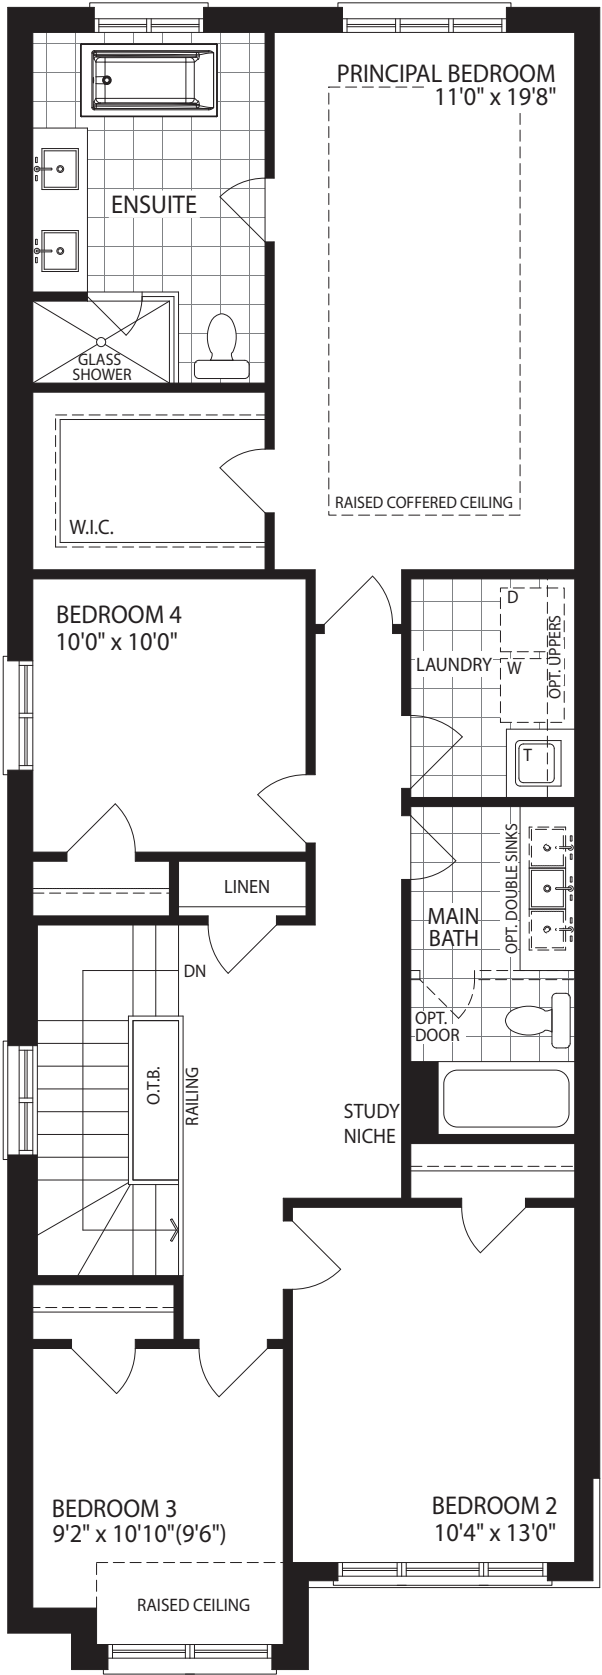 PRINCIPAL BEDROOM
11'0" x 19'8"
ENSUITE
GLASS
SHOWER
RAISED COFFERED CEILING
W.I.C.
BEDROOM 4
10'0" x 10'0"
D
W
OPT. UPPERS
LAUNDRY
T
LINEN
OPT. DOUBLE SINKS
MAIN
BATH
DN
OPT.
DOOR
O.T.B.
RAILING
STUDY
NICHE
BEDROOM 3
9'2" x 10'10"(9'6")
BEDROOM 2
10'4" x 13'0"
RAISED CEILING